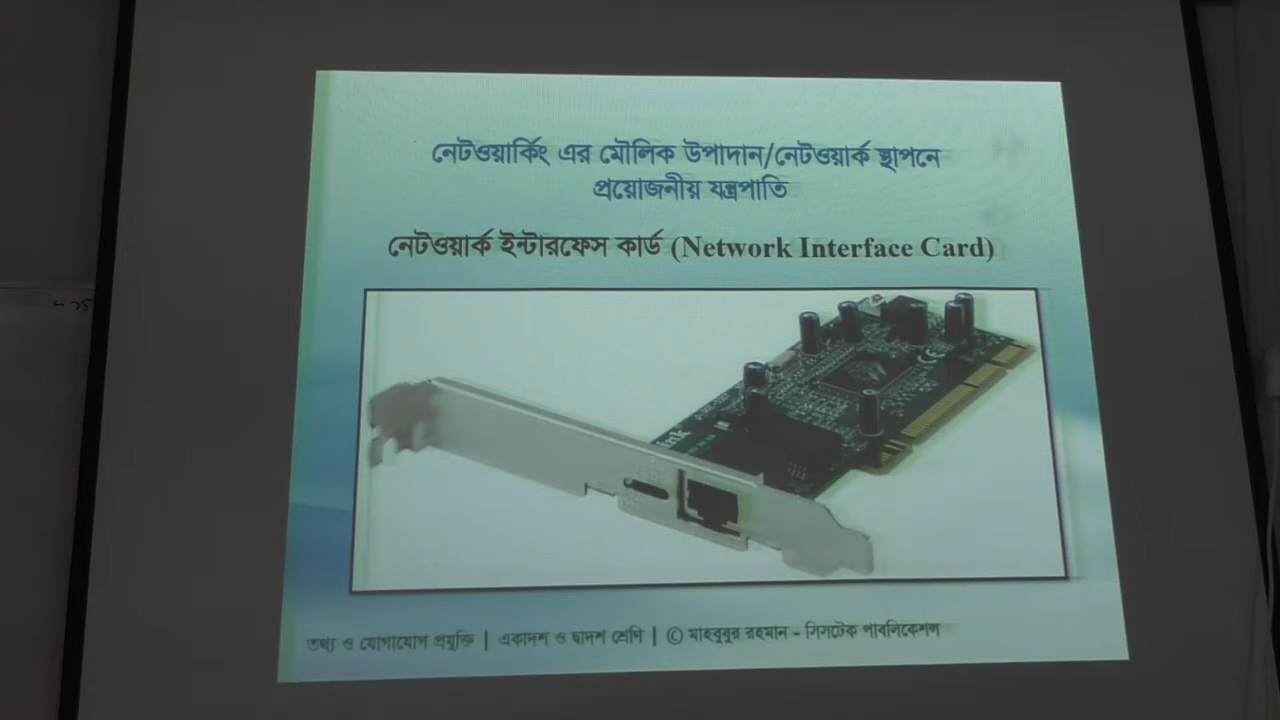 নেটওয়ার্কিং এর মৌলিক উপাদান/নেটওয়ার্ক স্থাপনে
প্রয়োজনীয় যন্ত্রপাতি
নেটওয়ার্ক ইন্টারফেস কার্ড (Network Interface Card)
তথ্য ও যোগাযোগ প্রযুক্তি | একাদশ ও দ্বাদশ শ্রেণি | © মাহবুবুর রহমান - সিসটেক পাবলিকেশন্স